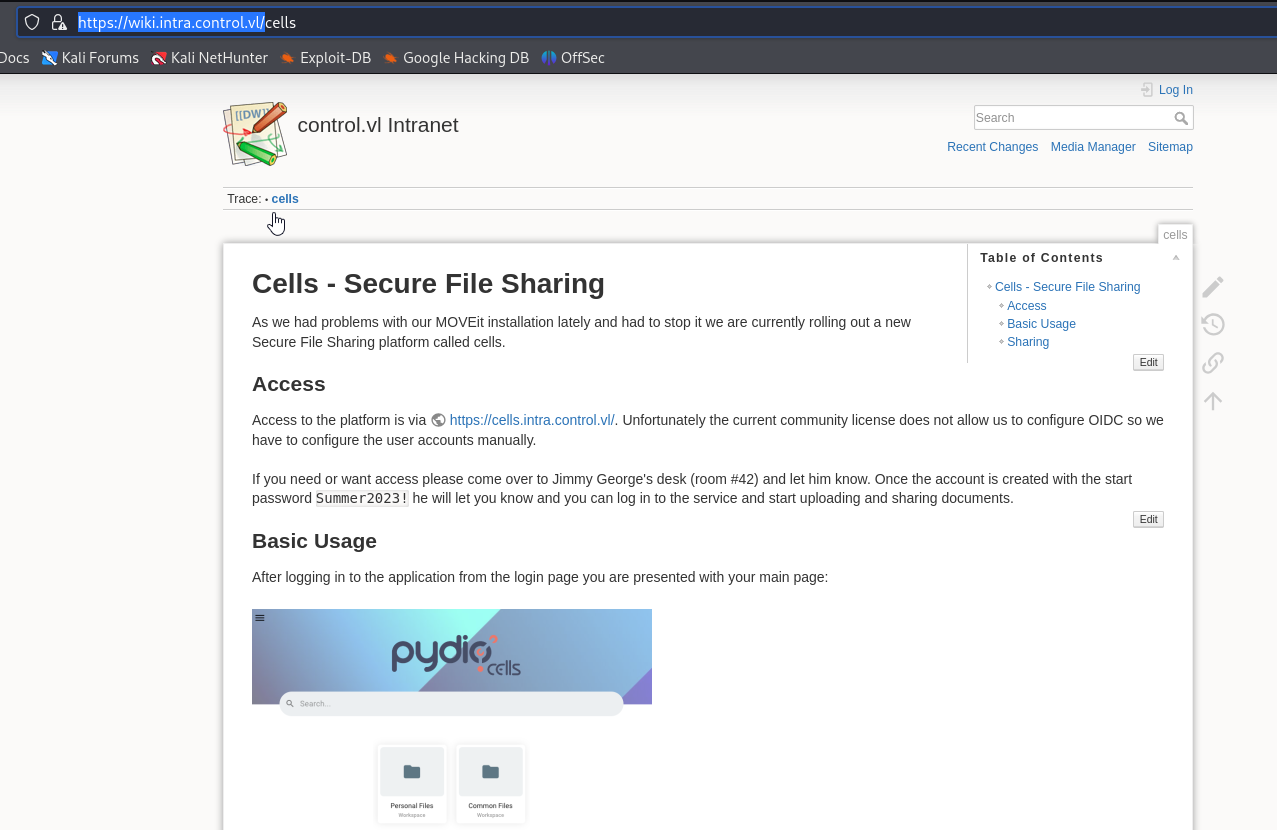 https://wiki.intra.control.vl/cells
Docs Kali Forums Kali NetHunter Exploit-DB Google Hacking DB OffSec
Log In
[[DW]]
control.vl Intranet
Search
Recent Changes Media Manager Sitemap
Trace: • cells
cells
Table of Contents
Cells - Secure File Sharing
Access
Basic Usage
Sharing
Edit
Cells - Secure File Sharing
As we had problems with our MOVEit installation lately and had to stop it we are currently rolling out a new
Secure File Sharing platform called cells.
Access
Access to the platform is via https://cells.intra.control.vl/. Unfortunately the current community license does not allow us to configure OIDC so we
have to configure the user accounts manually.
If you need or want access please come over to Jimmy George's desk (room #42) and let him know. Once the account is created with the start
password Summer2023! he will let you know and you can log in to the service and start uploading and sharing documents.
Edit
Basic Usage
After logging in to the application from the login page you are presented with your main page:
pydio
cells
Search...
Personal Files Common Files
Workspace Workspace